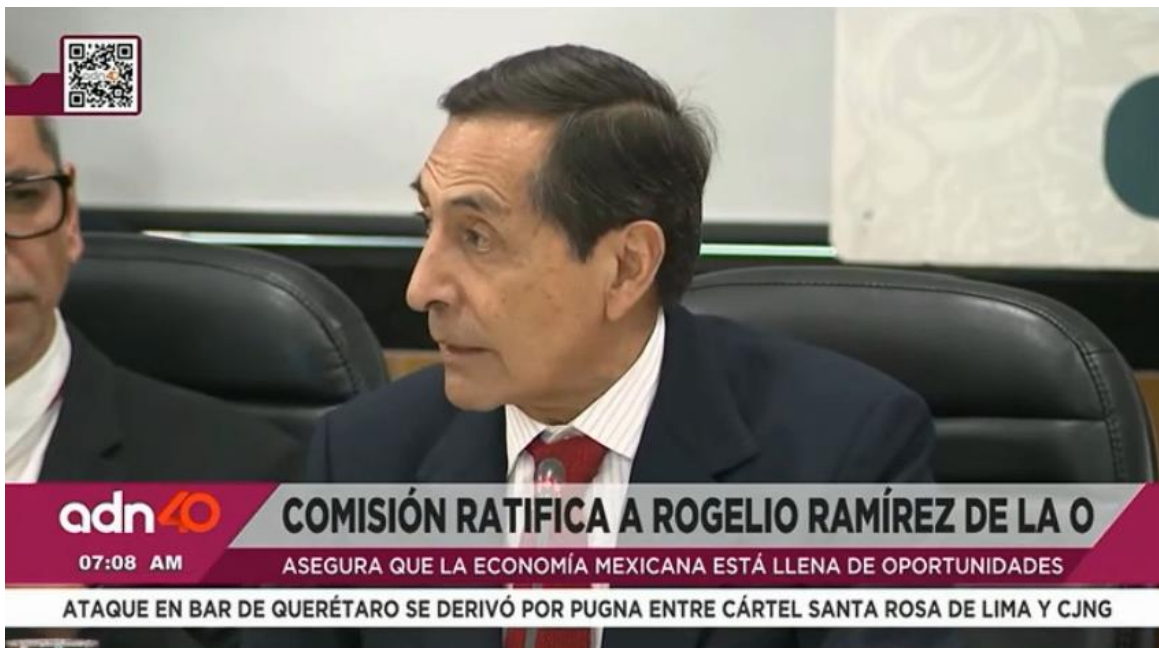 adn40
COMISIÓN RATIFICA A ROGELIO RAMÍREZ DE LA O
07:08 AM
ASEGURA QUE LA ECONOMÍA MEXICANA ESTÁ LLENA DE OPORTUNIDADES
ATAQUE EN BAR DE QUERÉTARO SE DERIVÓ POR PUGNA ENTRE CÁRTEL SANTA ROSA DE LIMA Y CJNG